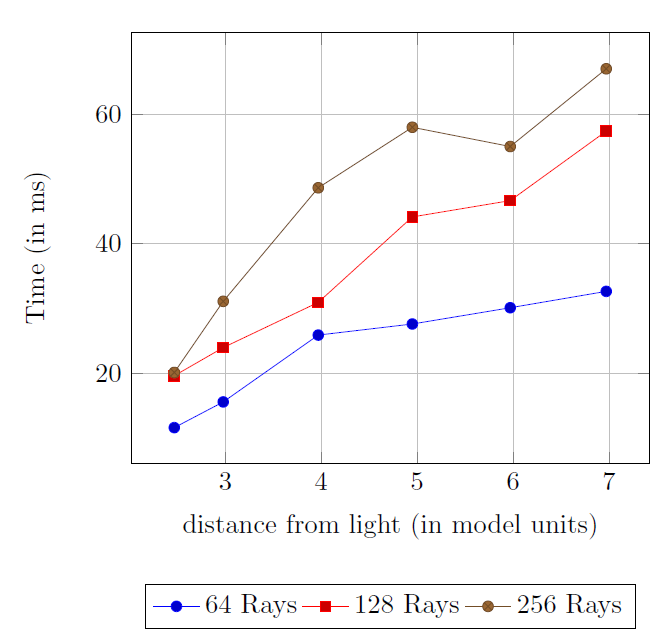 60
40
20
Time (in ms)
3 4 5 6 7
distance from light (in model units)
64 Rays 128 Rays 256 Rays